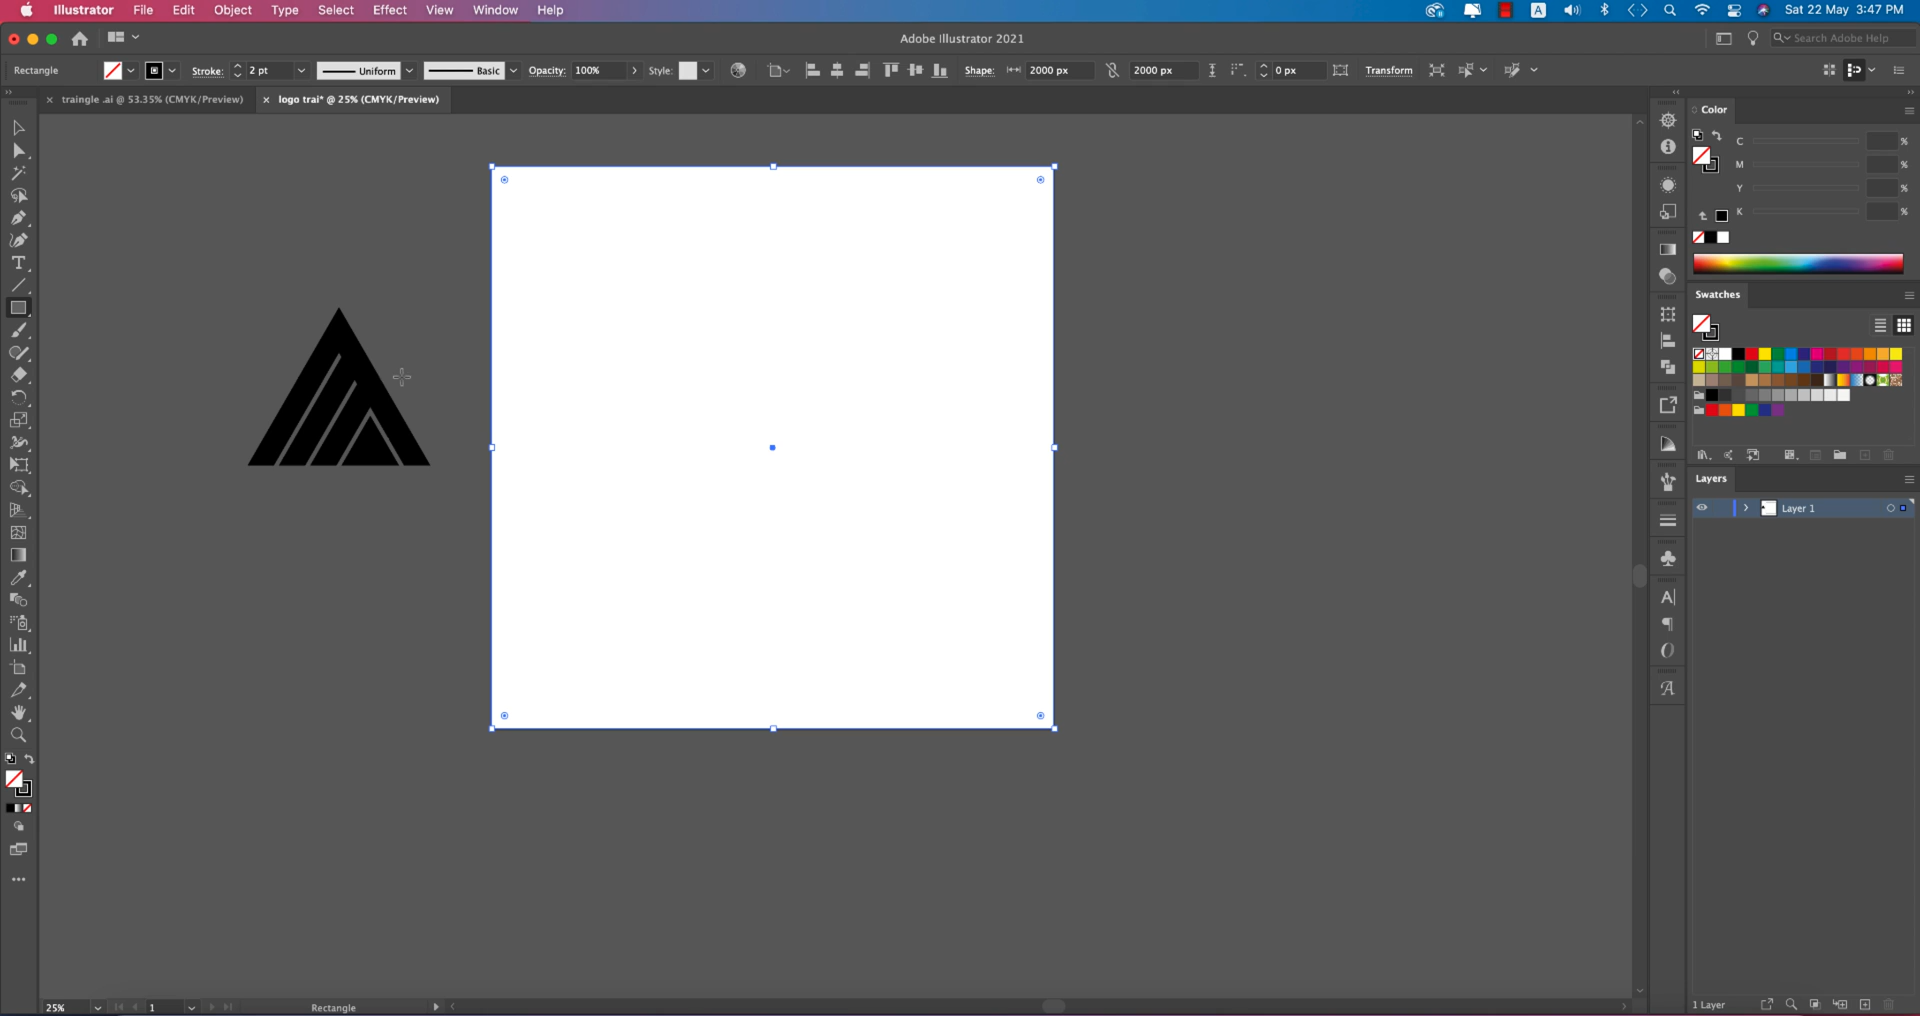 Illustrator File Edit Object Type Select Effect View Window Help A Sat 22 May 3:47 PM
Adobe Illustrator 2021 Search Adobe Help
Rectangle Stroke: 2 pt Uniform Basic Opacity: 100% Style: Shape: 2000 px 2000 px 0 px Transform
× traingle .ai @ 53.35% (CMYK/Preview) × logo trai* @ 25% (CMYK/Preview)
Color
C %
M %
Y %
K %
Swatches
Layers
Layer 1
25% 1 Rectangle 1 Layer